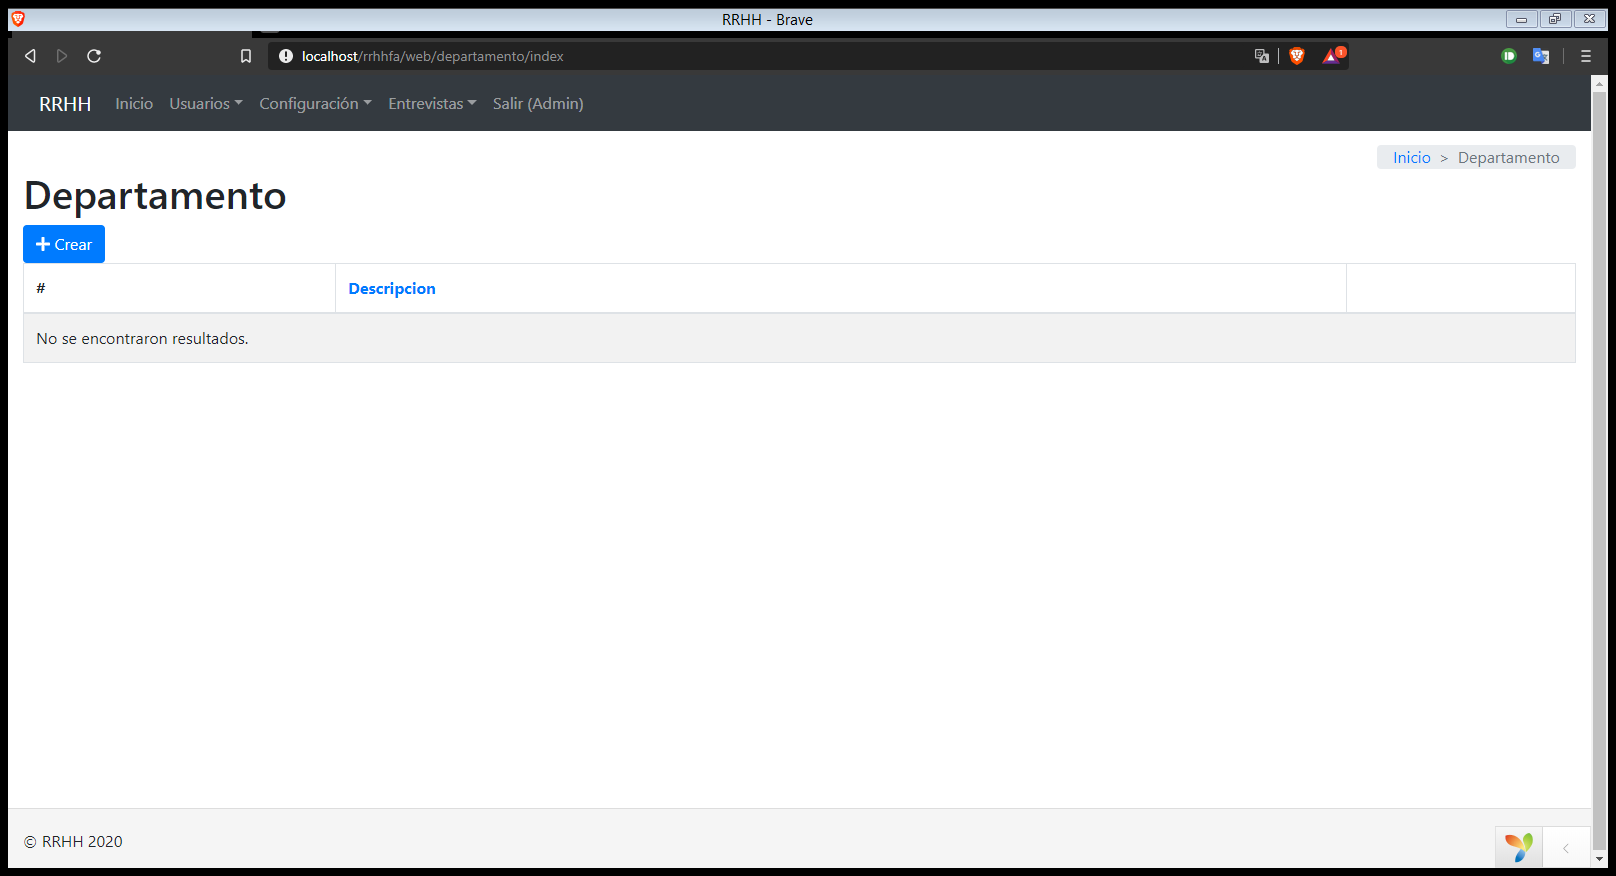 RRHH - Brave
localhost/rrhhfa/web/departamento/index
1
RRHH Inicio Usuarios Configuración Entrevistas Salir (Admin)
Inicio > Departamento
Departamento
+ Crear
# Descripcion
No se encontraron resultados.
© RRHH 2020